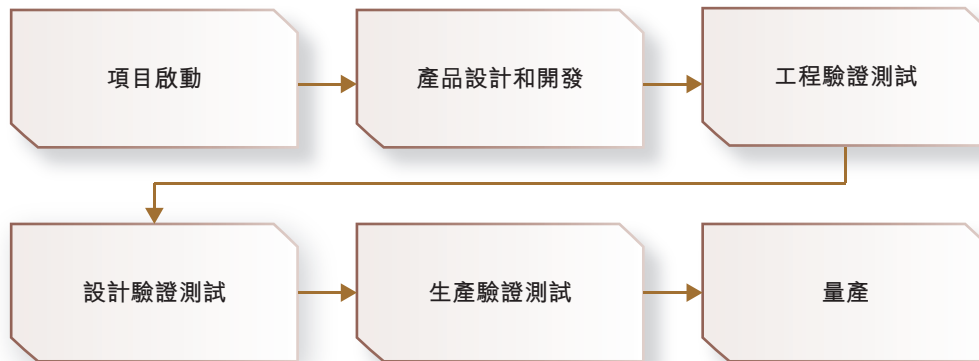 項目啟動
產品設計和開發
工程驗證測試
設計驗證測試
生產驗證測試
量產